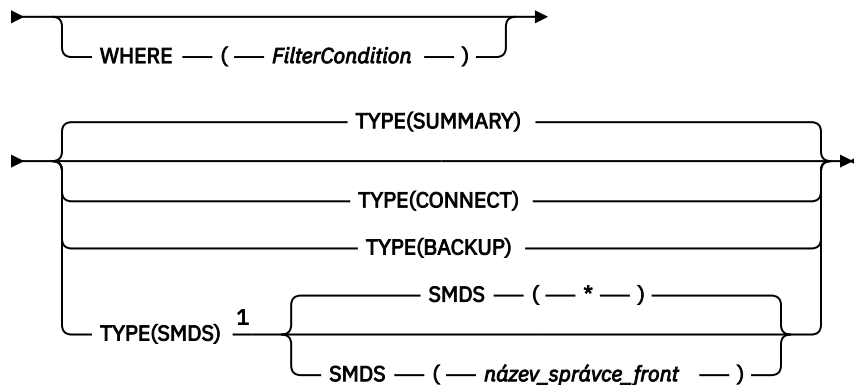 WHERE ( FilterCondition )
TYPE(SUMMARY)
TYPE(CONNECT)
TYPE(BACKUP)
SMDS ( * )
TYPE(SMDS) 1
SMDS ( název_správce_front )